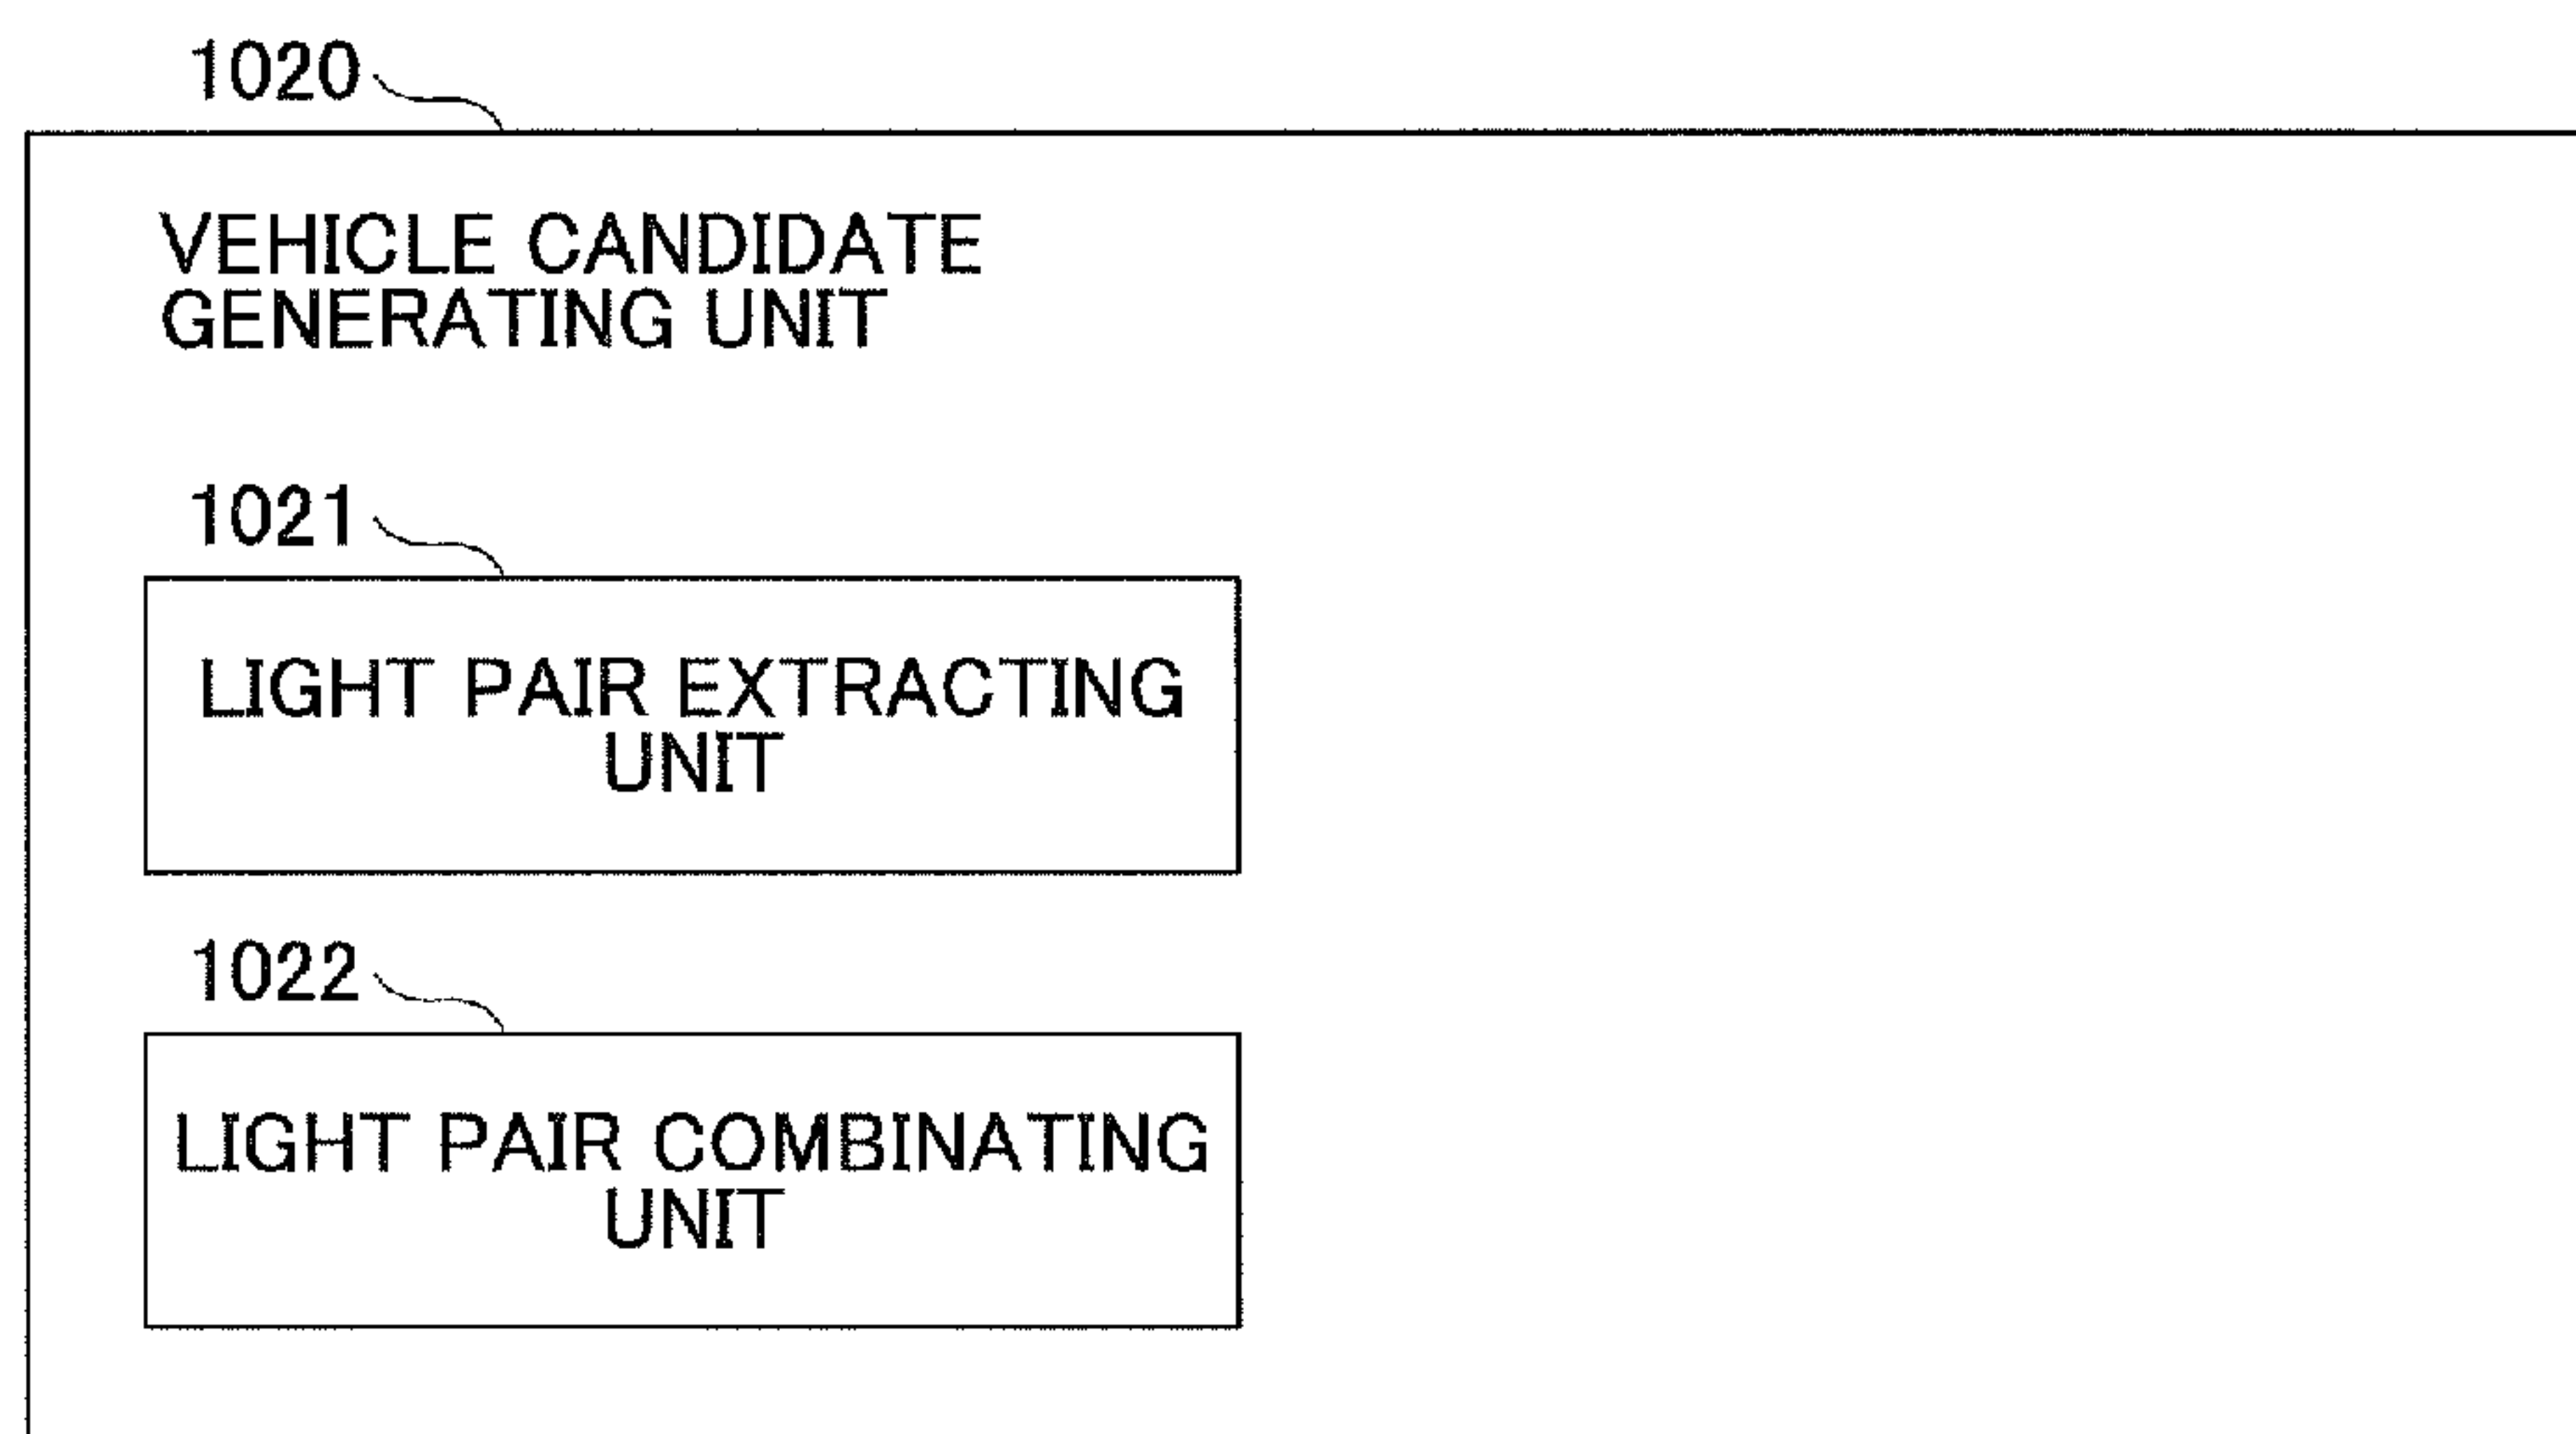 1020
VEHICLE CANDIDATE
GENERATING UNIT
1021
LIGHT PAIR EXTRACTING
UNIT
1022
LIGHT PAIR COMBINATING
UNIT